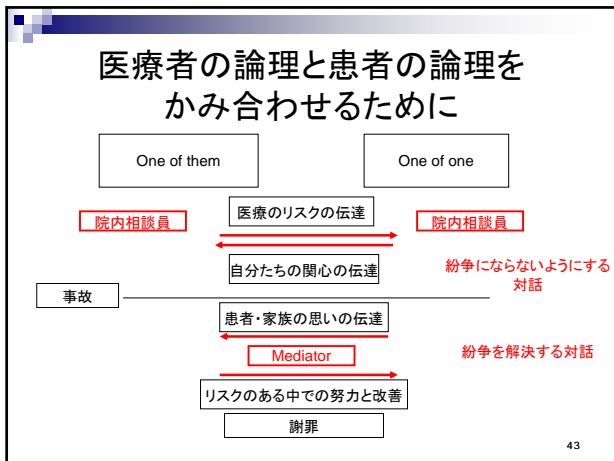 医療者の論理と患者の論理を
かみ合わせるために
One of them
One of one
医療のリスクの伝達
院内相談員
院内相談員
自分たちの関心の伝達
紛争にならないようにする
対話
事故
患者・家族の思いの伝達
Mediator
紛争を解決する対話
リスクのある中での努力と改善
謝罪
43